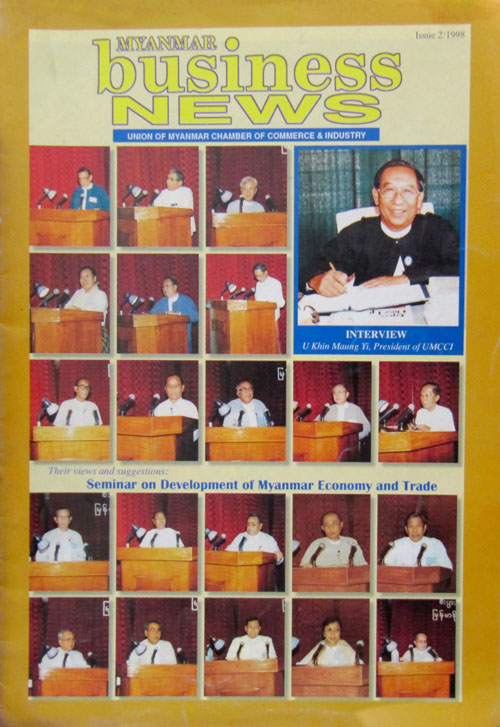 Issue 2/1998
MYANMAR
business
NEWS
UNION OF MYANMAR CHAMBER OF COMMERCE & INDUSTRY
INTERVIEW
U Khin Maung Yi, President of UMCCI
Their views and suggestions:
Seminar on Development of Myanmar Economy and Trade